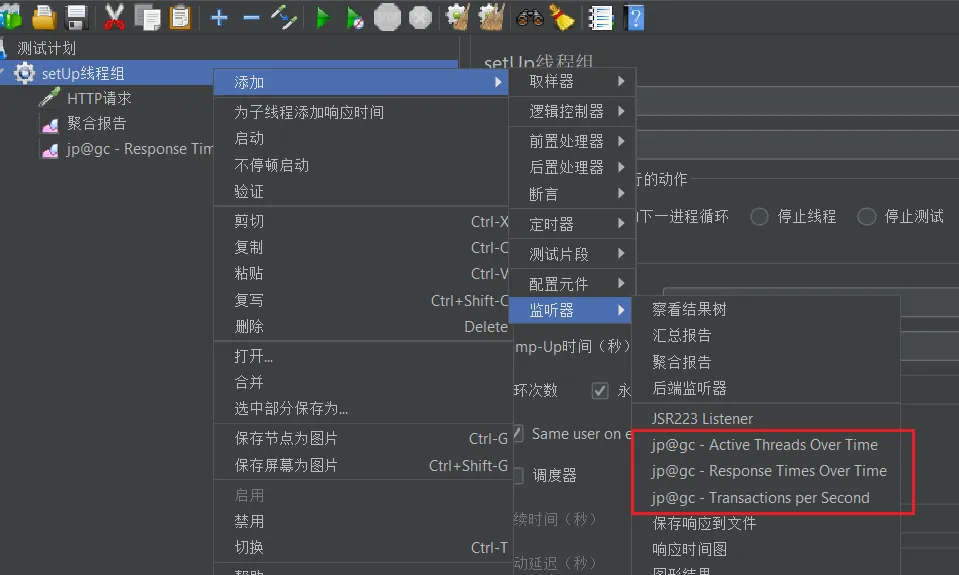 测试计划
setUp线程组
HTTP请求
聚合报告
jp@gc - Response Tim
setUp线程组
行的动作
下一进程循环
停止线程
停止测试
mp-Up时间（秒）
环次数
永
Same user on e
调度器
续时间（秒）
动延迟（秒）
添加
为子线程添加响应时间
启动
不停顿启动
验证
剪切 Ctrl-X
复制 Ctrl-C
粘贴 Ctrl-V
复写 Ctrl+Shift-C
删除 Delete
打开...
合并
选中部分保存为...
保存节点为图片 Ctrl-G
保存屏幕为图片 Ctrl+Shift-G
启用
禁用
切换 Ctrl-T
帮助
取样器
逻辑控制器
前置处理器
后置处理器
断言
定时器
测试片段
配置元件
监听器
察看结果树
汇总报告
聚合报告
后端监听器
JSR223 Listener
jp@gc - Active Threads Over Time
jp@gc - Response Times Over Time
jp@gc - Transactions per Second
保存响应到文件
响应时间图
图形结果